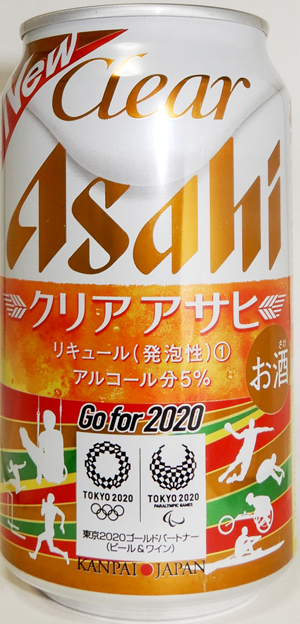 New
Clear
Asahi
クリア アサヒ
リキュール(発泡性)①
アルコール分5%
お酒
さけ
Go for 2020
TOKYO 2020
TOKYO 2020
PARALYMPIC GAMES
東京2020ゴールドパートナー
(ビール&ワイン)
KANPAI JAPAN